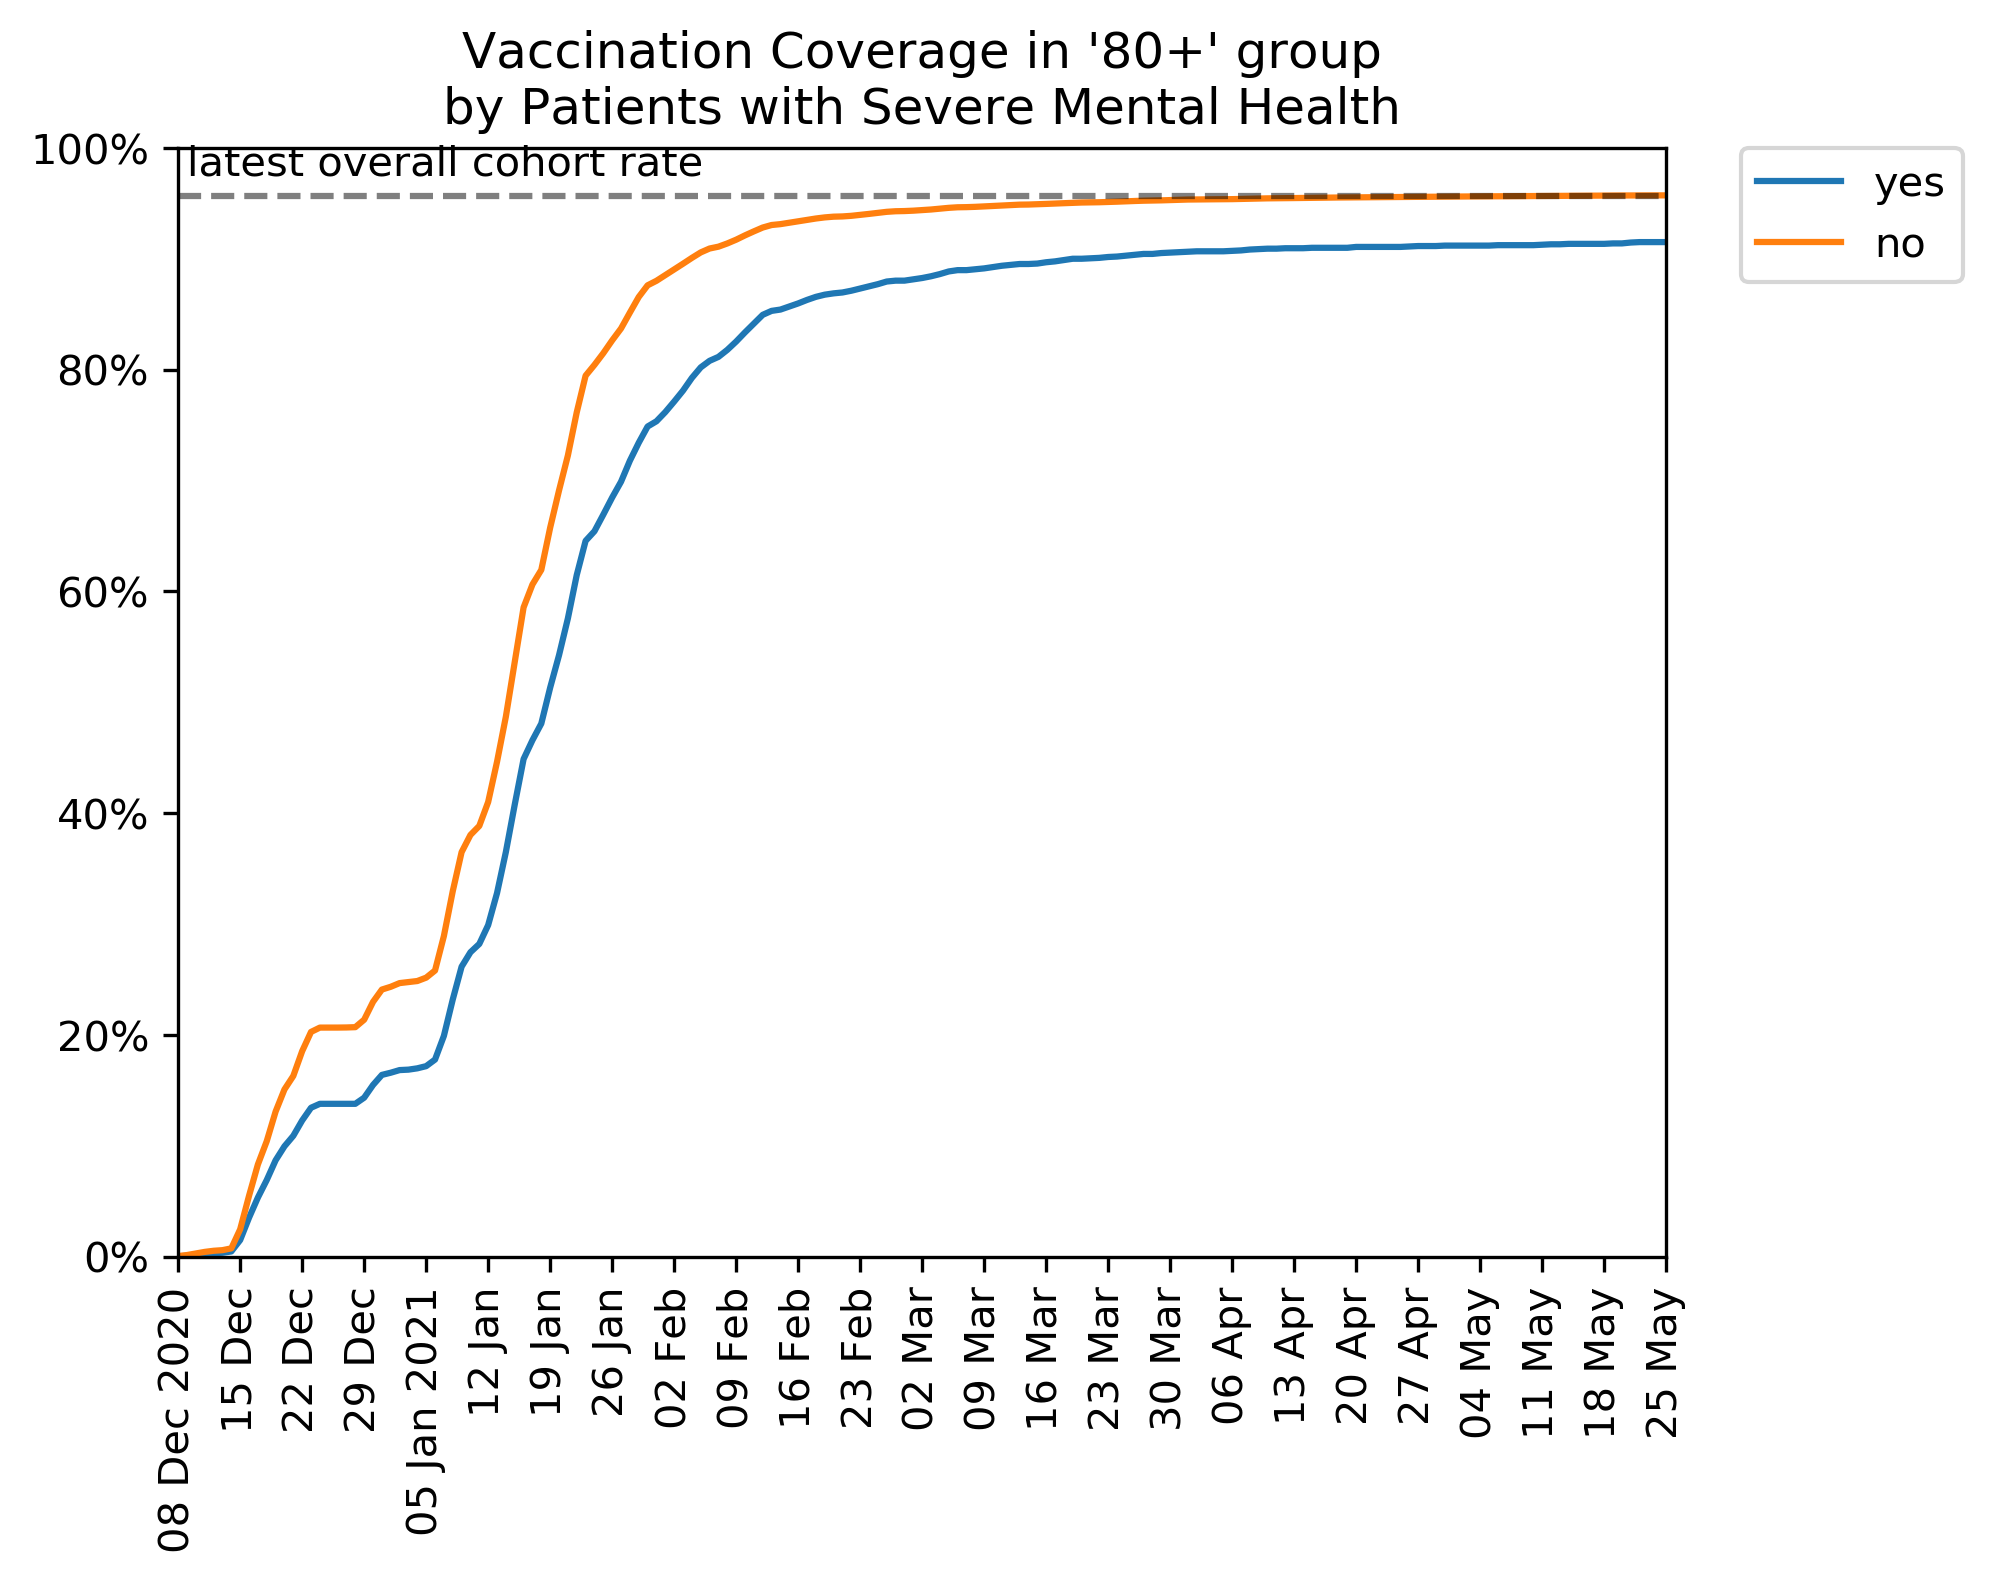 Vaccination Coverage in '80+' group
by Patients with Severe Mental Health
100%
80%
60%
40%
20%
0%
latest overall cohort rate
yes
no
08 Dec 2020
15 Dec
22 Dec
29 Dec
05 Jan 2021
12 Jan
19 Jan
26 Jan
02 Feb
09 Feb
16 Feb
23 Feb
02 Mar
09 Mar
16 Mar
23 Mar
30 Mar
06 Apr
13 Apr
20 Apr
27 Apr
04 May
11 May
18 May
25 May